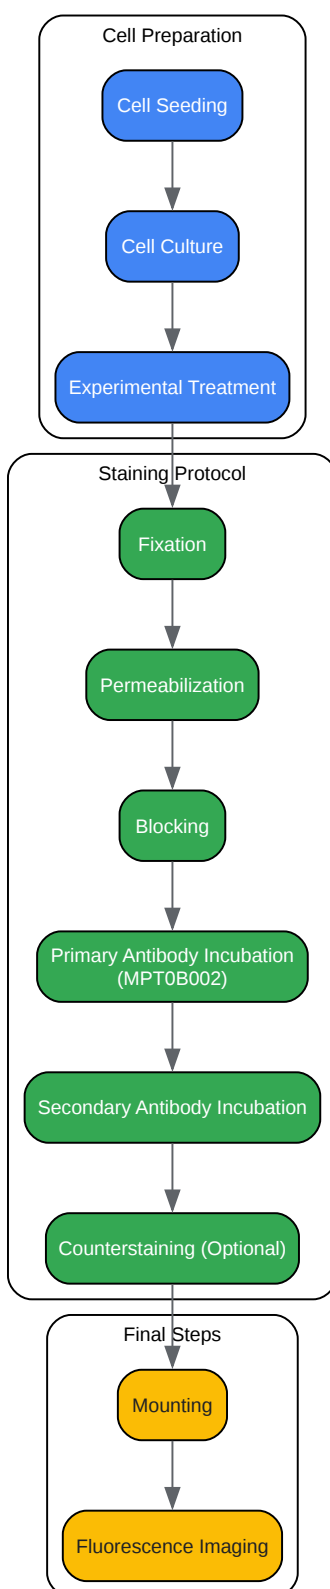 Cell Preparation
Cell Seeding
Cell Culture
Experimental Treatment
Staining Protocol
Fixation
Permeabilization
Blocking
Primary Antibody Incubation
(MPT0B002)
Secondary Antibody Incubation
Counterstaining (Optional)
Final Steps
Mounting
Fluorescence Imaging